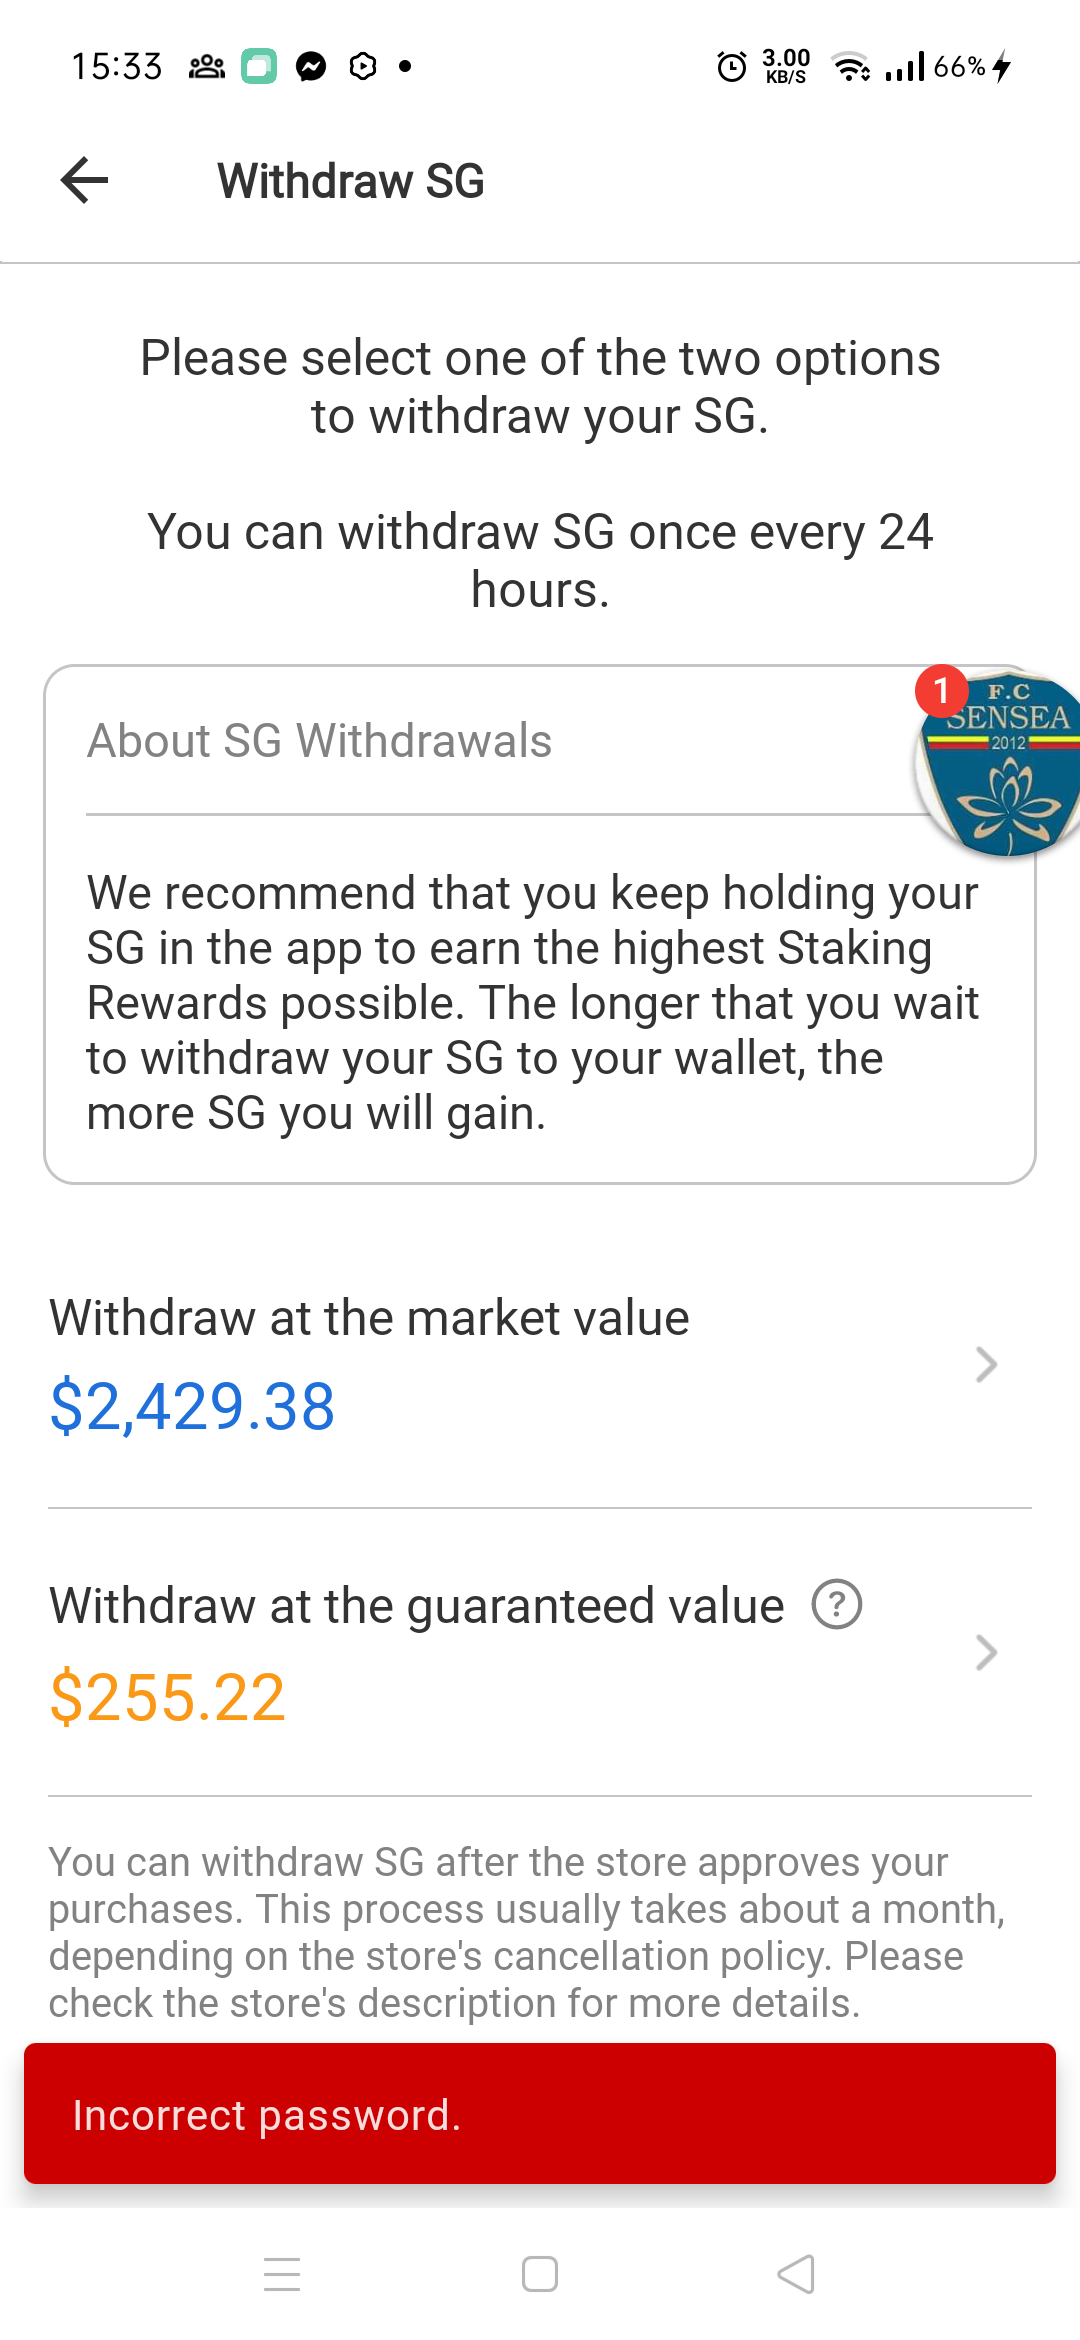 15:33
3.00
KB/S
66%
Withdraw SG
Please select one of the two options
to withdraw your SG.
You can withdraw SG once every 24
hours.
1
F.C
SENSEA
2012
About SG Withdrawals
We recommend that you keep holding your
SG in the app to earn the highest Staking
Rewards possible. The longer that you wait
to withdraw your SG to your wallet, the
more SG you will gain.
Withdraw at the market value
$2,429.38
Withdraw at the guaranteed value ?
$255.22
You can withdraw SG after the store approves your
purchases. This process usually takes about a month,
depending on the store's cancellation policy. Please
check the store's description for more details.
Incorrect password.